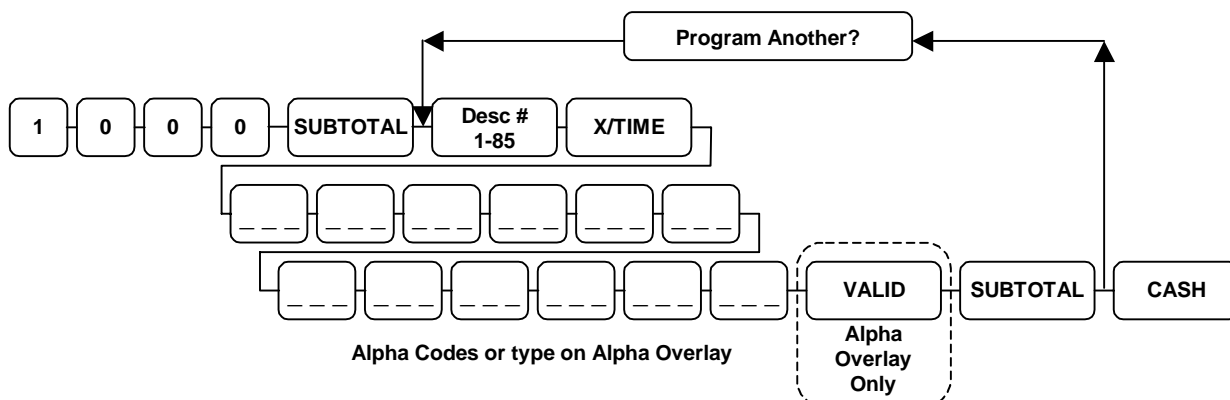 Program Another?
1 0 0 0 SUBTOTAL Desc # 1-85 X/TIME
_ _ _ _ _ _ _ _ _ _ _ _ _ _ _ _ _ _
_ _ _ _ _ _ _ _ _ _ _ _ _ _ _ _ _ _ VALID SUBTOTAL CASH
Alpha Codes or type on Alpha Overlay
Alpha
Overlay
Only